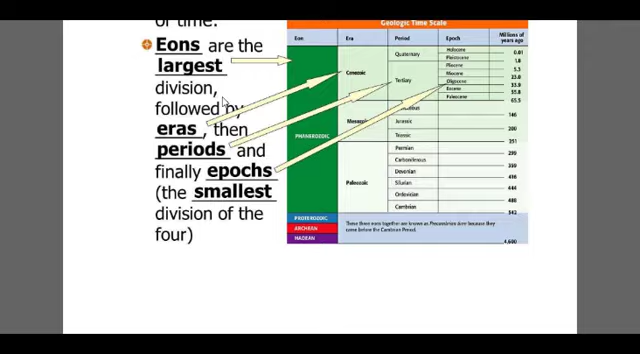 of time.
Eons are the
largest
division,
followed by
eras, then
periods and
finally epochs
(the smallest
division of the
four)
Geologic Time Scale
Eon Era Period Epoch Millions of years ago
PHANEROZOIC
Cenozoic
Quaternary
Holocene
0.01
Pleistocene
1.8
Tertiary
Pliocene
5.3
Miocene
23.0
Oligocene
33.9
Eocene
55.8
Paleocene
65.5
146
Jurassic
200
Triassic
251
Paleozoic
Permian
299
Carboniferous
359
Devonian
416
Silurian
444
Ordovician
488
Cambrian
542
PROTEROZOIC
ARCHEAN
HADEAN
These three eons together are known as Precambrian time because they
came before the Cambrian Period.
4,600